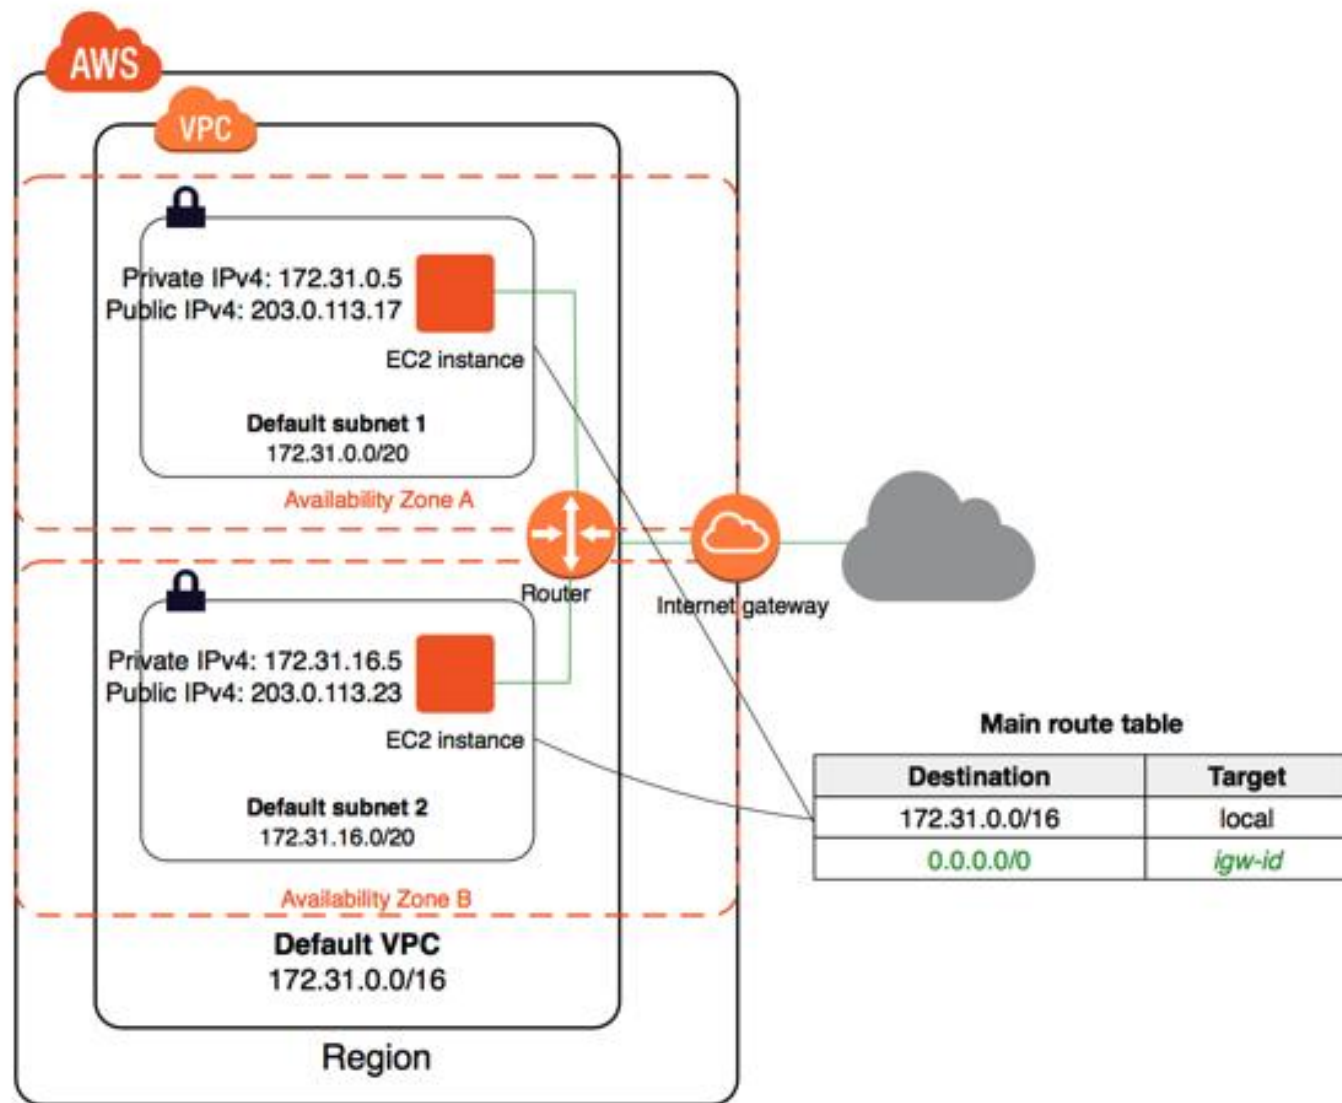 AWS
VPC
Private IPv4: 172.31.0.5
Public IPv4: 203.0.113.17
EC2 instance
Default subnet 1
172.31.0.0/20
Availability Zone A
Router
Internet gateway
Private IPv4: 172.31.16.5
Public IPv4: 203.0.113.23
EC2 instance
Default subnet 2
172.31.16.0/20
Availability Zone B
Default VPC
172.31.0.0/16
Region
Main route table
Destination Target
172.31.0.0/16 local
0.0.0.0/0 igw-id